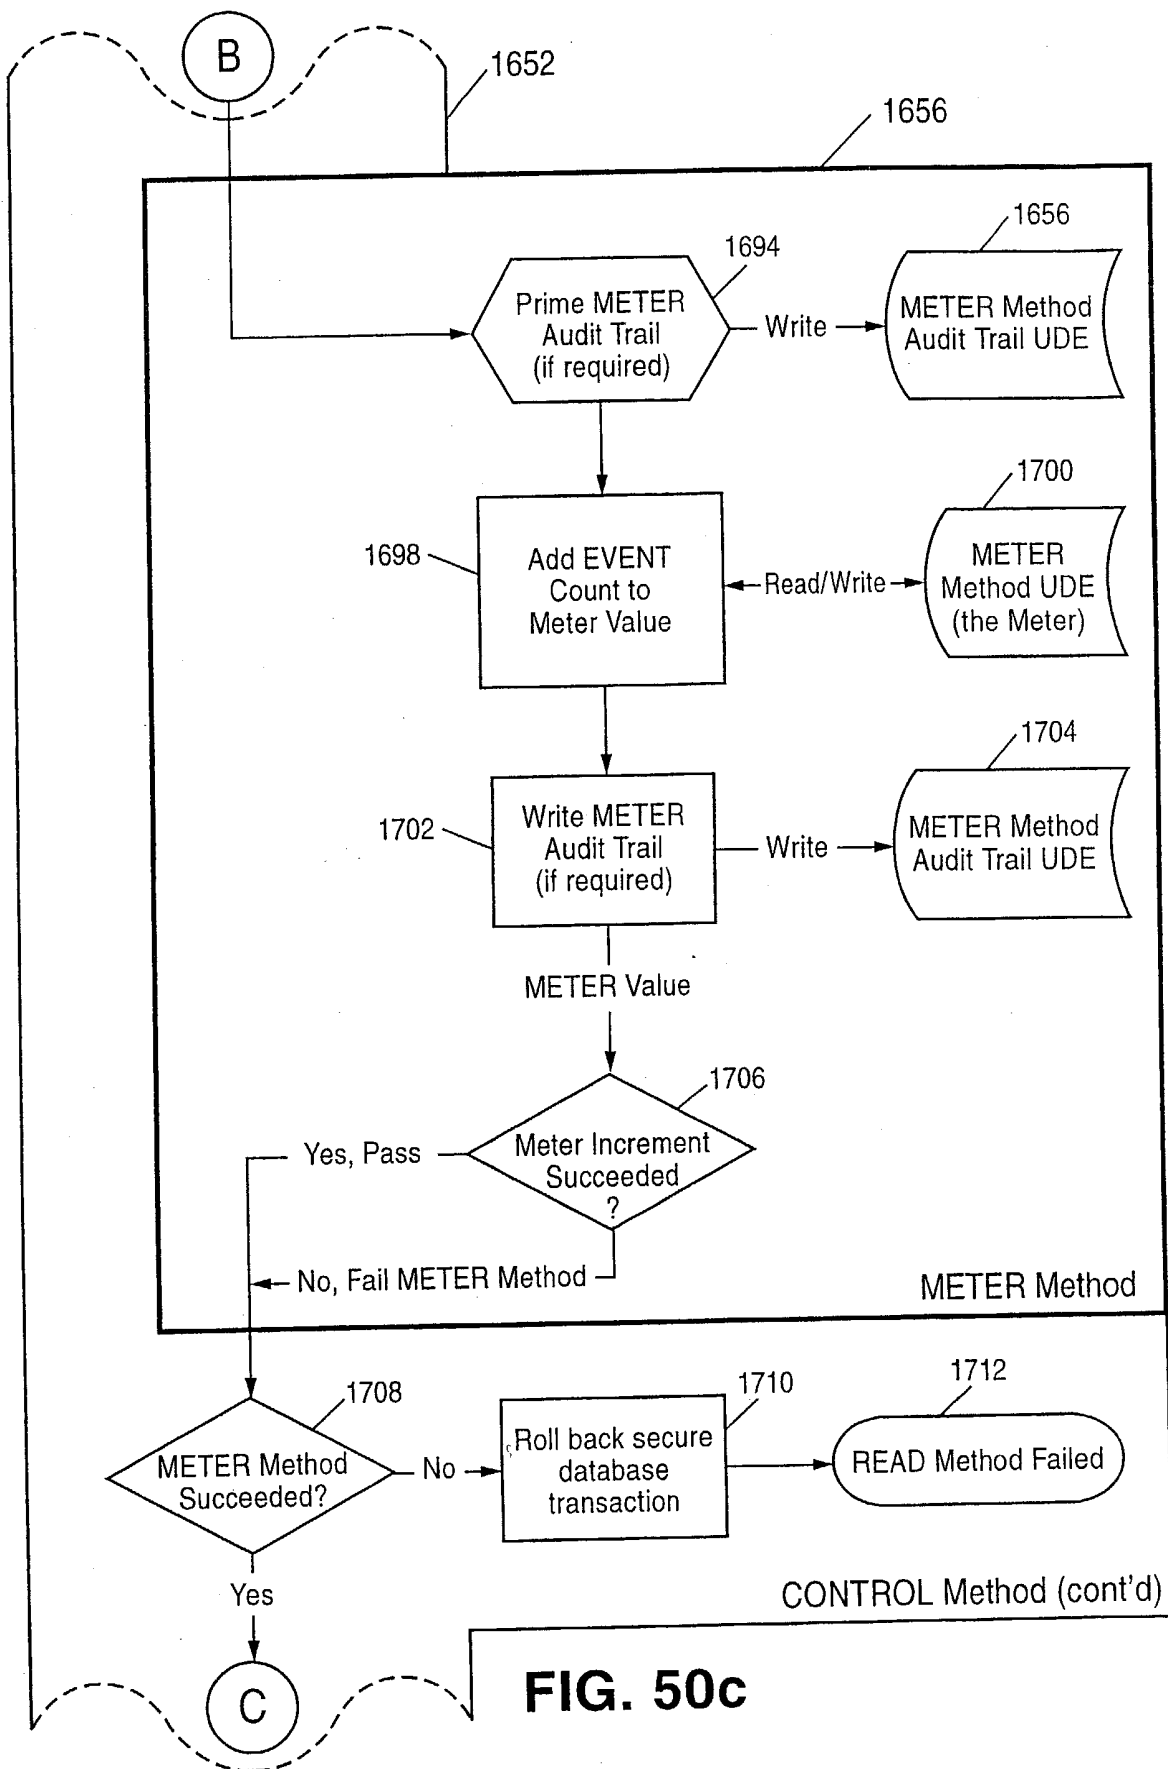 B
1652
1656
1656
1694
Prime METER
Audit Trail
(if required)
Write
METER Method
Audit Trail UDE
1700
1698
Add EVENT
Count to
Meter Value
Read/Write
METER
Method UDE
(the Meter)
1704
1702
Write METER
Audit Trail
(if required)
Write
METER Method
Audit Trail UDE
METER Value
1706
Meter Increment
Succeeded
?
Yes, Pass
No, Fail METER Method
METER Method
1708
METER Method
Succeeded?
No
1710
Roll back secure
database
transaction
1712
READ Method Failed
Yes
CONTROL Method (cont'd)
C
FIG. 50c